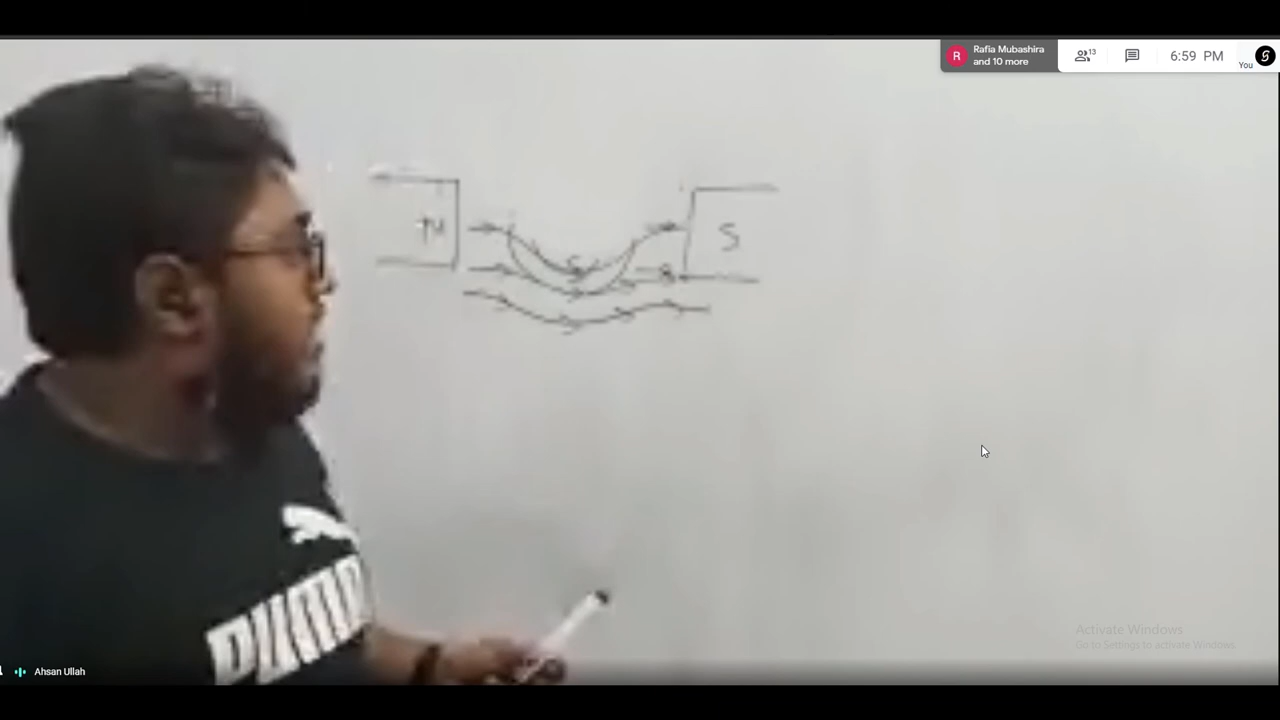 Rafia Mubashira
and 10 more
R
13
6:59 PM
You
N
S
PUMA
Activate Windows
Go to Settings to activate Windows.
Ahsan Ullah